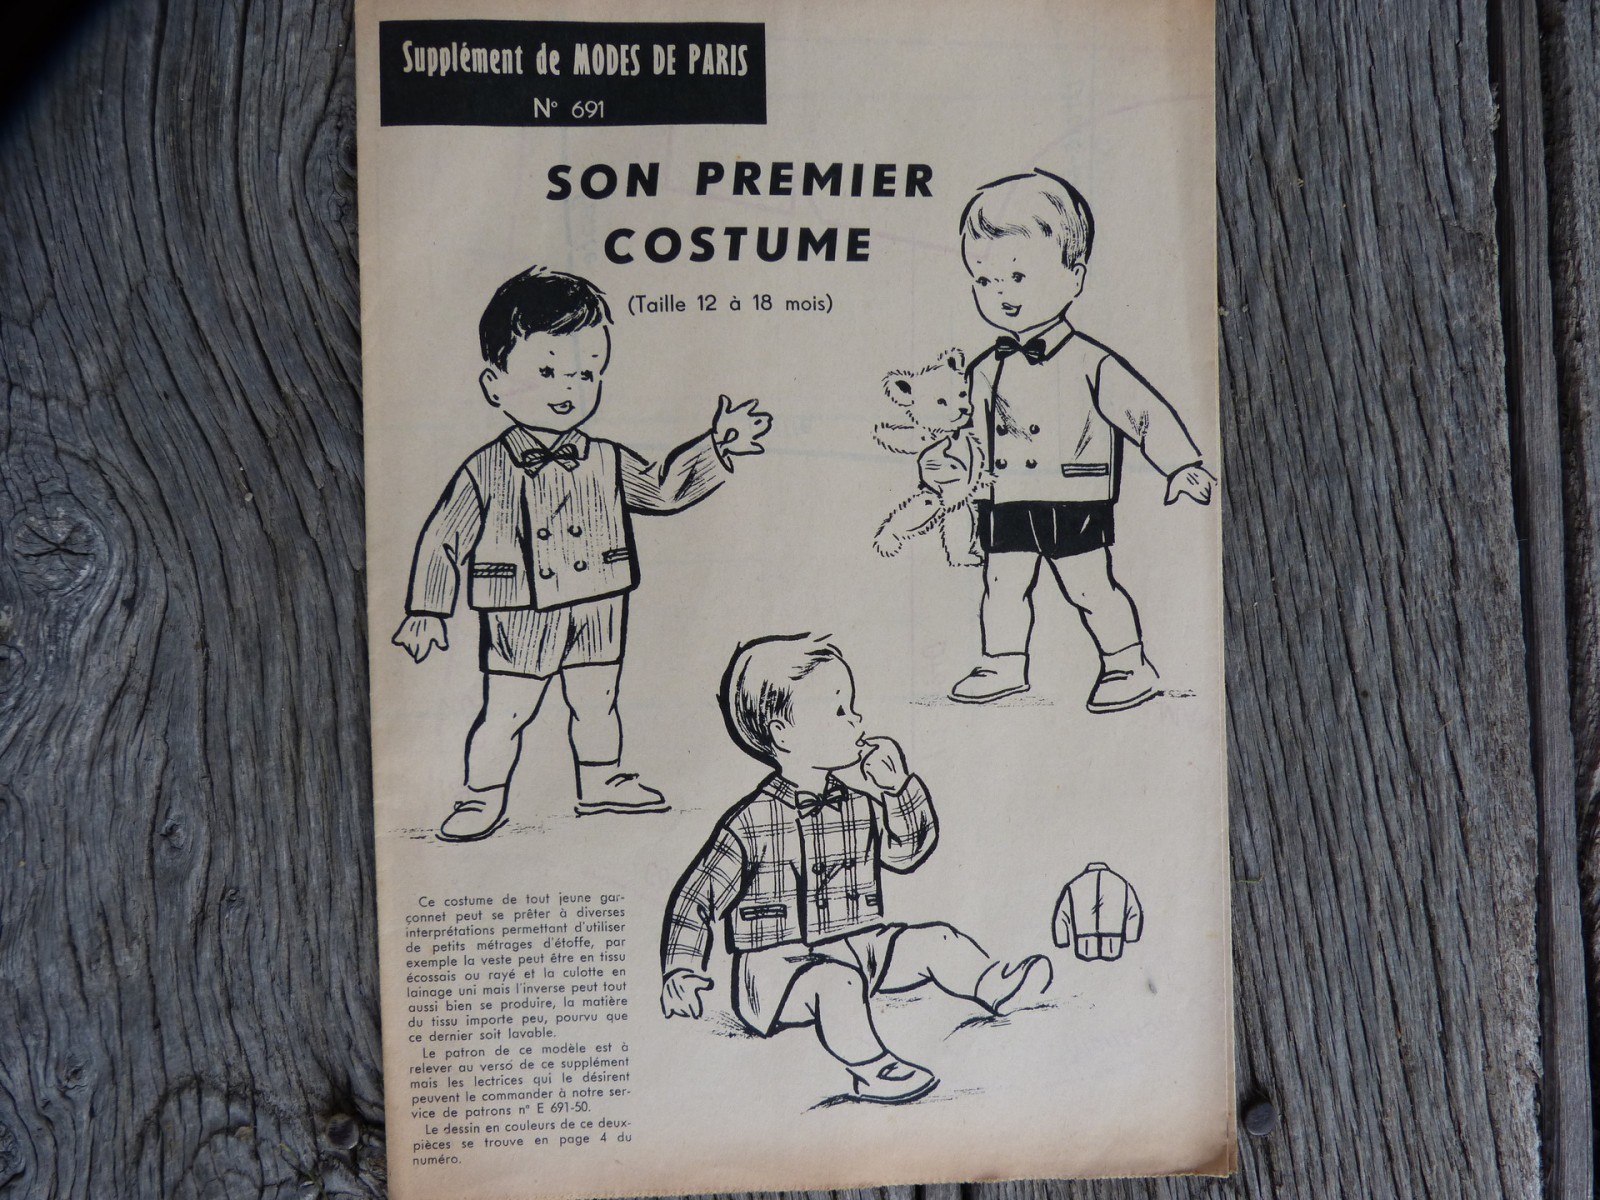 Supplément de MODES DE PARIS
N° 691
SON PREMIER
COSTUME
(Taille 12 à 18 mois)
Ce costume de tout jeune gar-
çonnet peut se prêter à diverses
interprétations permettant d'utiliser
de petits métrages d'étoffe, par
exemple la veste peut être en tissu
écossais ou rayé et la culotte en
lainage uni mais l'inverse peut tout
aussi bien se produire, la matière
du tissu importe peu, pourvu que
ce dernier soit lavable.
Le patron de ce modèle est à
relever au verso de ce supplément
mais les lectrices qui le désirent
peuvent le commander à notre ser-
vice de patrons n° E 691-50.
Le dessin en couleurs de ce deux-
pièces se trouve en page 4 du
numéro.